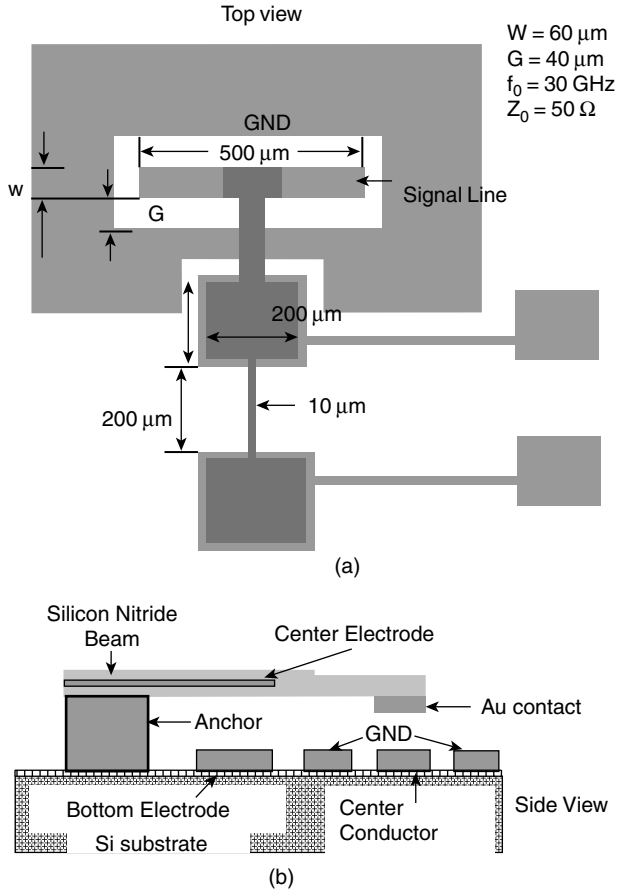 Top view
W = 60 µm
G = 40 µm
f0 = 30 GHz
Z0 = 50 Ω
GND
500 µm
w
G
Signal Line
200 µm
200 µm
10 µm
(a)
Silicon Nitride
Beam
Center Electrode
Anchor
Au contact
GND
Bottom Electrode
Center
Conductor
Side View
Si substrate
(b)